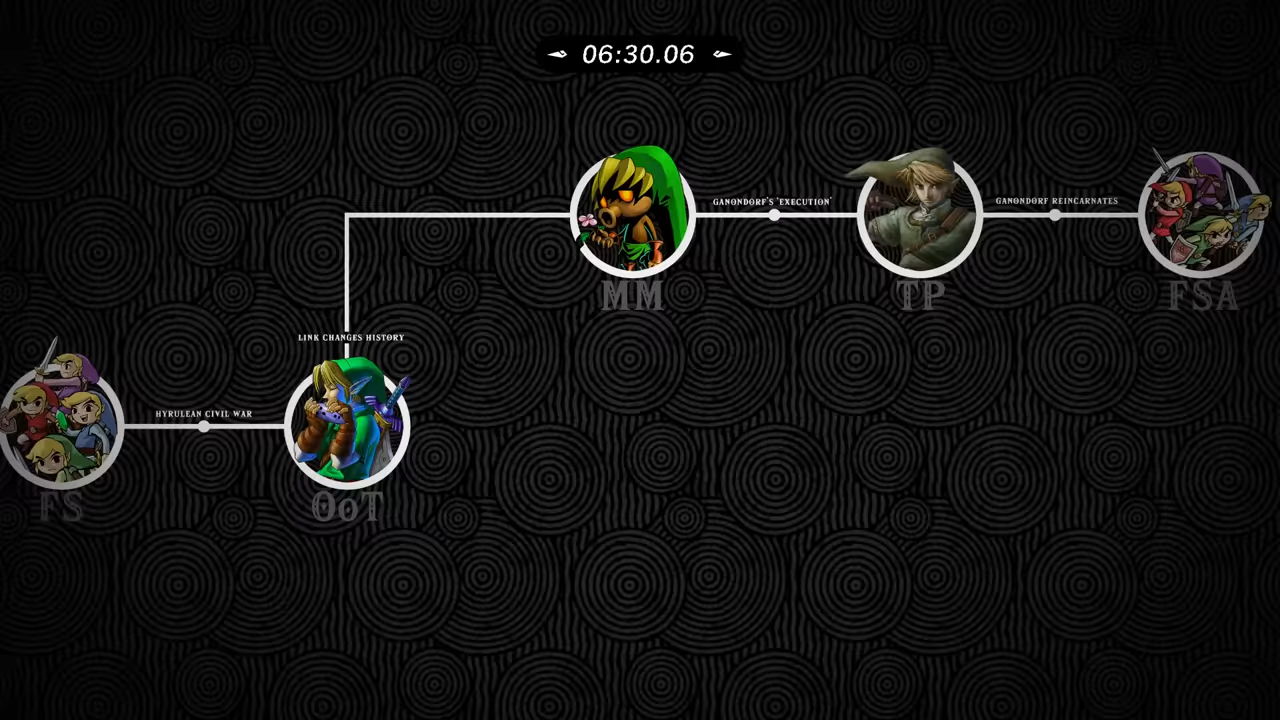 06:30.06
GANONDORF'S 'EXECUTION'
GANONDORF REINCARNATES
MM
TP
FSA
LINK CHANGES HISTORY
HYRULEAN CIVIL WAR
FS
OoT